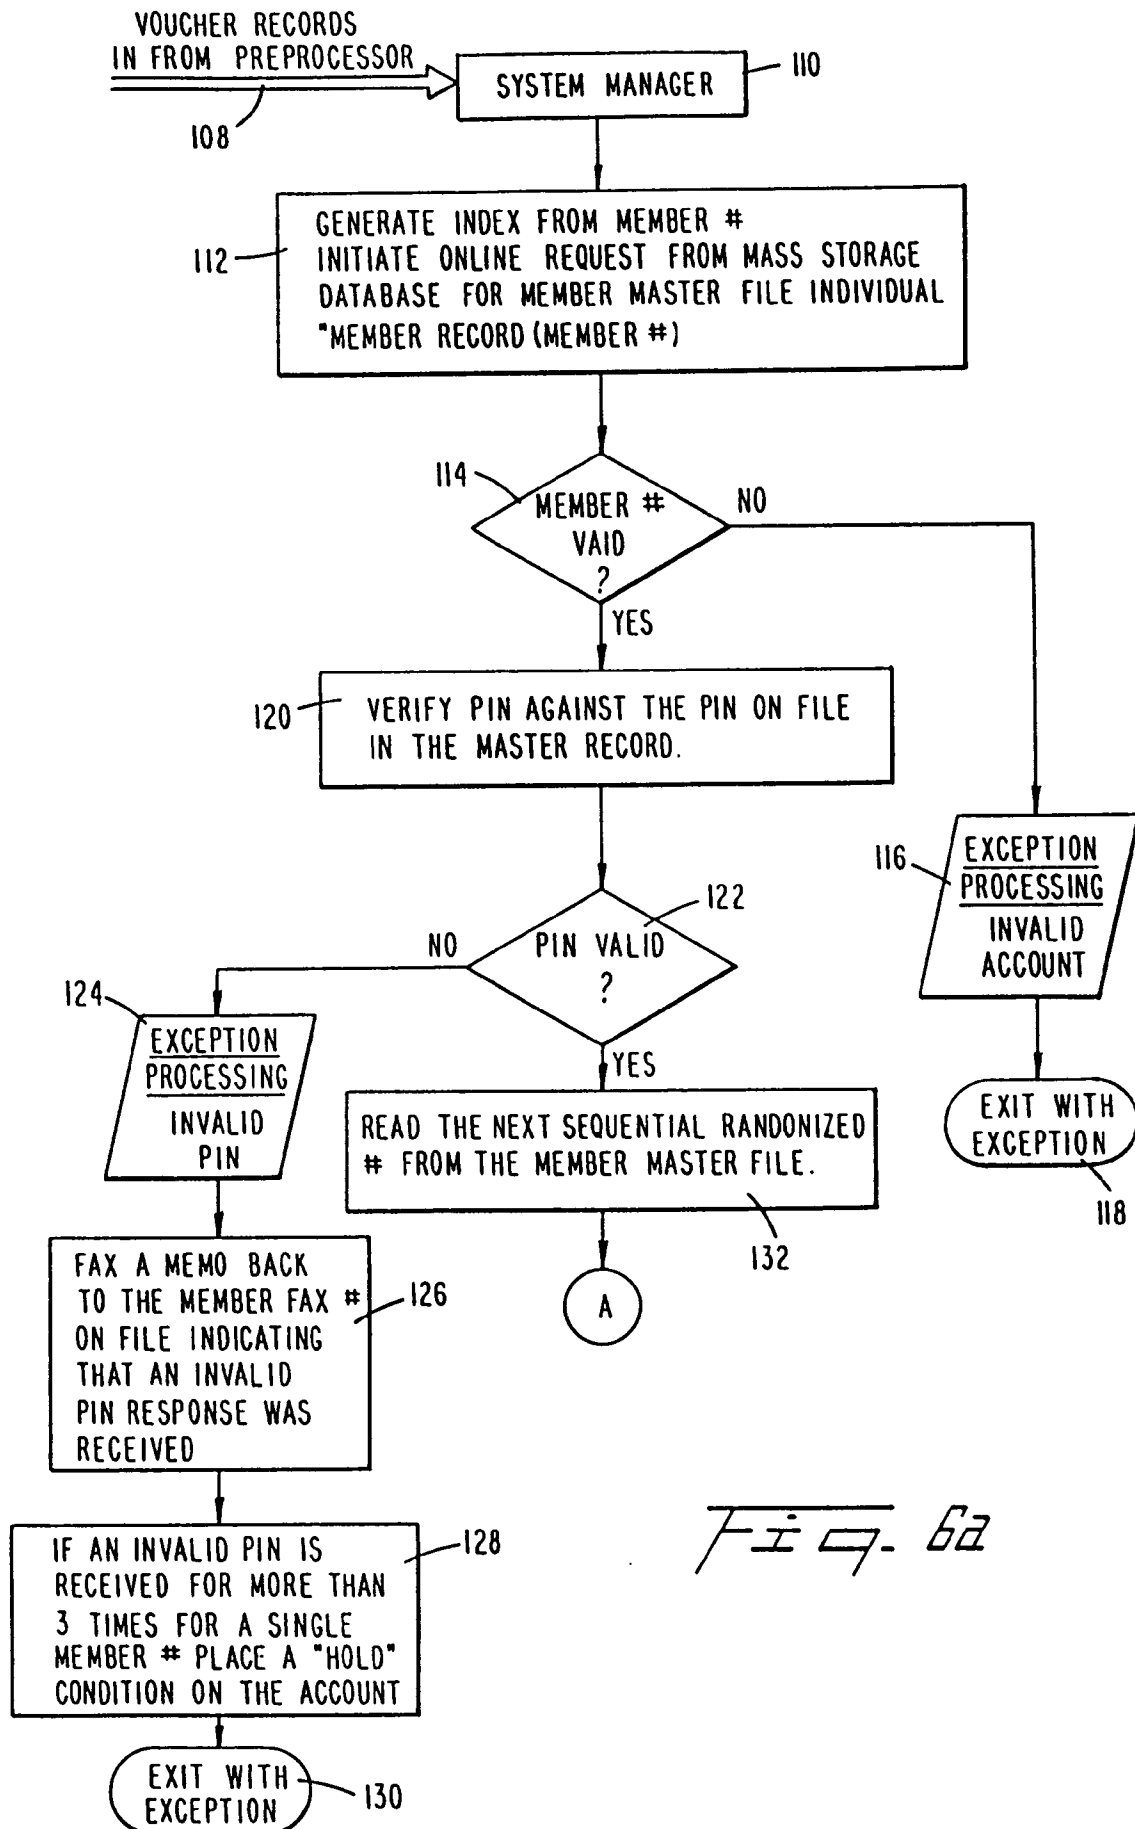 VOUCHER RECORDS
IN FROM PREPROCESSOR
108
SYSTEM MANAGER
110
GENERATE INDEX FROM MEMBER #
INITIATE ONLINE REQUEST FROM MASS STORAGE
DATABASE FOR MEMBER MASTER FILE INDIVIDUAL
"MEMBER RECORD (MEMBER #)
112
114
MEMBER #
VAID
?
NO
YES
120
VERIFY PIN AGAINST THE PIN ON FILE
IN THE MASTER RECORD.
116
EXCEPTION
PROCESSING
INVALID
ACCOUNT
EXIT WITH
EXCEPTION
118
122
PIN VALID
?
NO
YES
124
EXCEPTION
PROCESSING
INVALID
PIN
READ THE NEXT SEQUENTIAL RANDONIZED
# FROM THE MEMBER MASTER FILE.
132
A
FAX A MEMO BACK
TO THE MEMBER FAX #
ON FILE INDICATING
THAT AN INVALID
PIN RESPONSE WAS
RECEIVED
126
IF AN INVALID PIN IS
RECEIVED FOR MORE THAN
3 TIMES FOR A SINGLE
MEMBER # PLACE A "HOLD"
CONDITION ON THE ACCOUNT
128
EXIT WITH
EXCEPTION
130
Fig. 6a